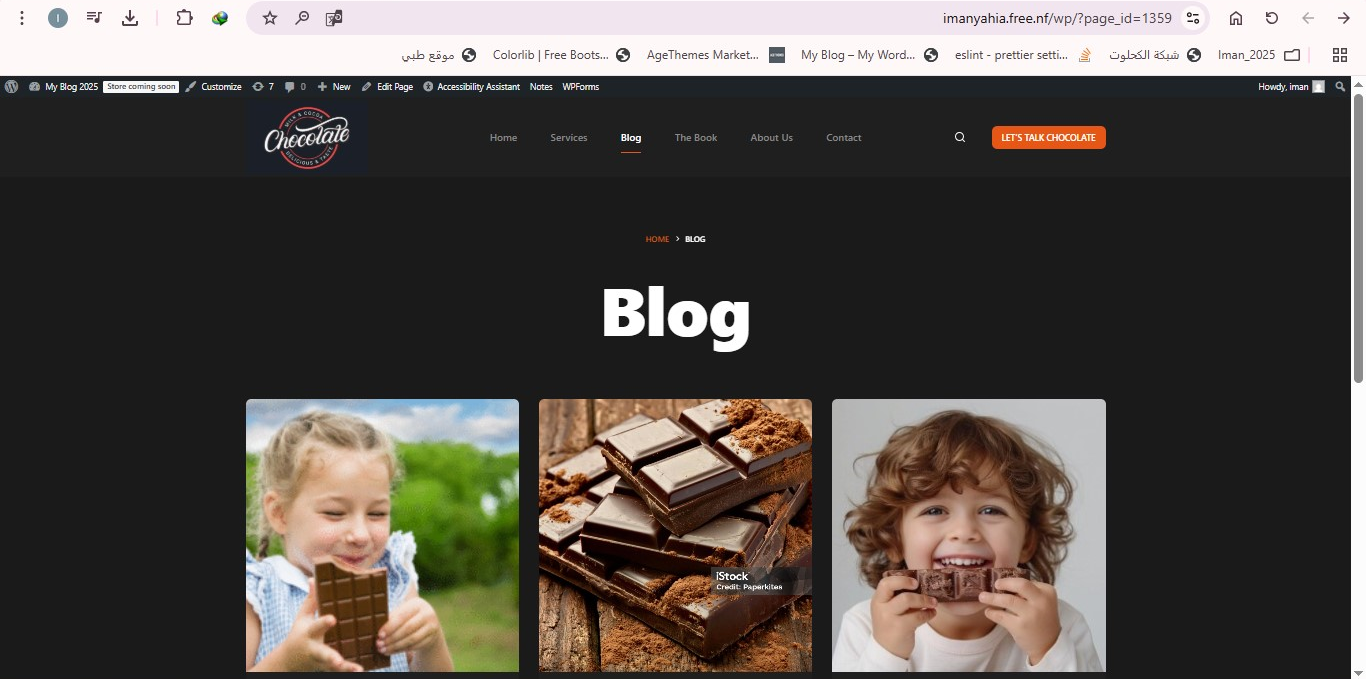 imanyahia.free.nf/wp/?page_id=1359
موقع طبي
Colorlib | Free Boots...
AgeThemes Market...
My Blog – My Word...
eslint - prettier setti...
شبكة الكحلوت
Iman_2025
My Blog 2025
Store coming soon
Customize
7
0
New
Edit Page
Accessibility Assistant
Notes
WPForms
Howdy, iman
MILK & COCOA
Chocolate
DELICIOUS & TASTE
Home
Services
Blog
The Book
About Us
Contact
LET'S TALK CHOCOLATE
HOME > BLOG
Blog
iStock
Credit: Paperkites